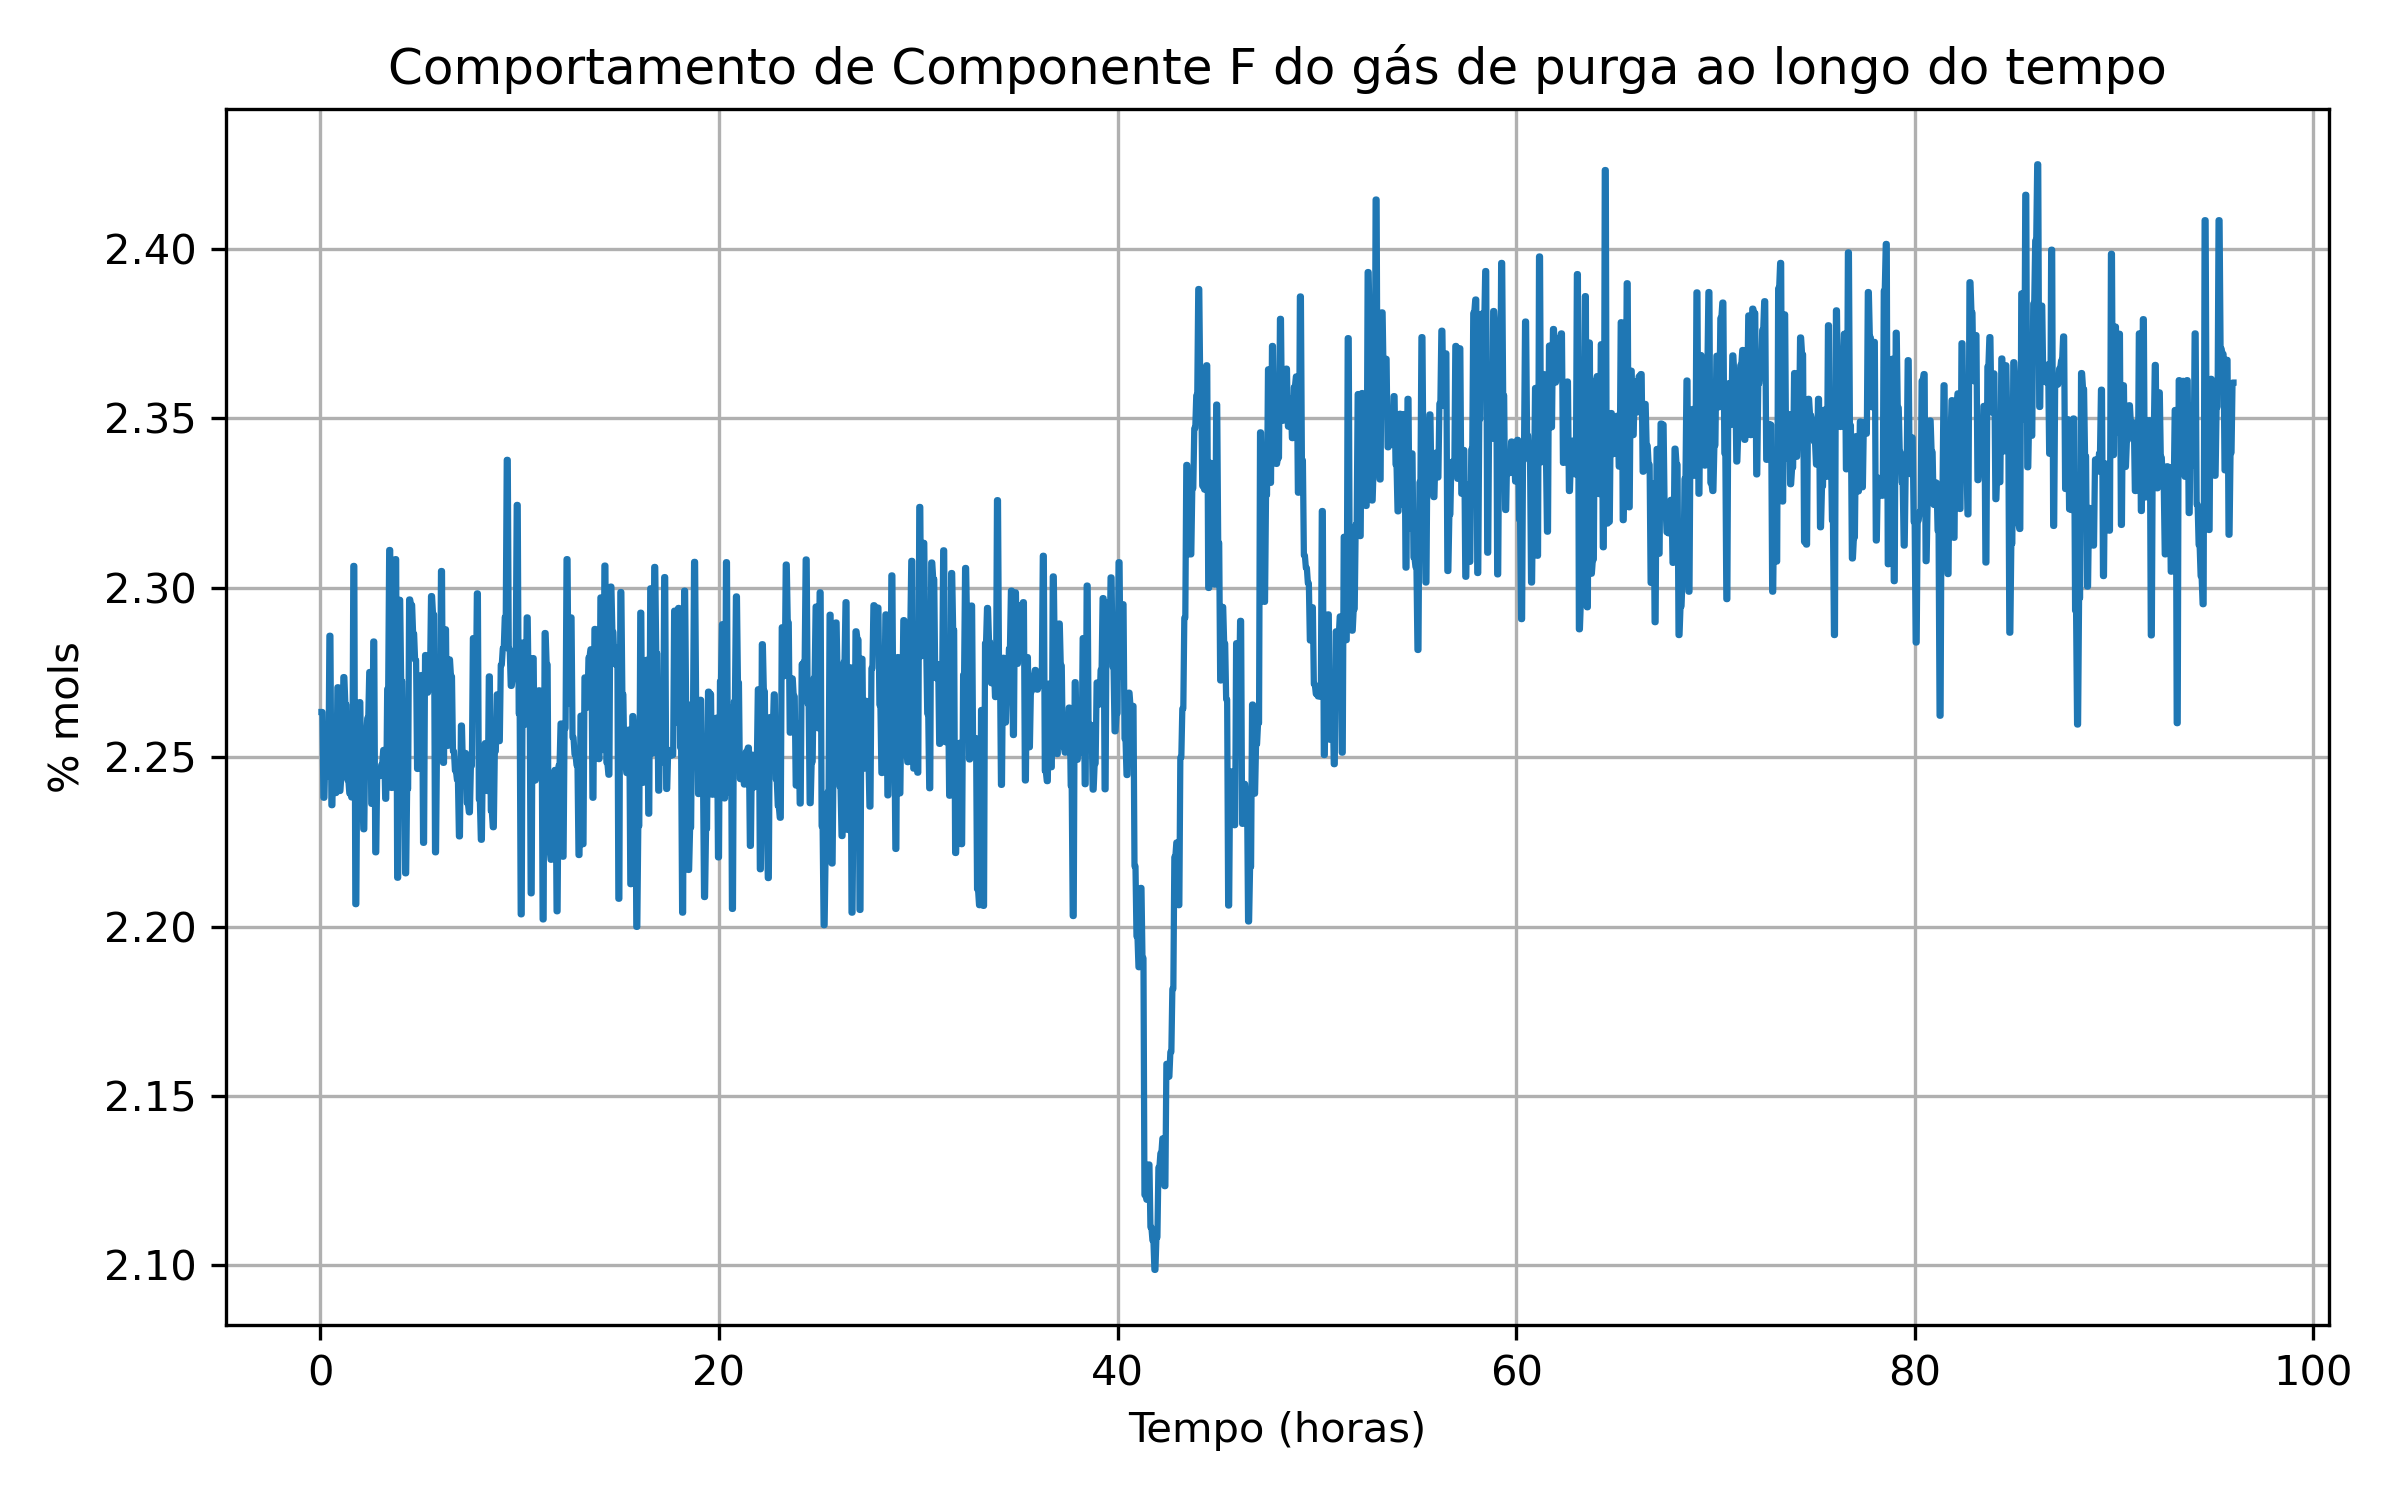 Comportamento de Componente F do gás de purga ao longo do tempo
% mols
2.40
2.35
2.30
2.25
2.20
2.15
2.10
0 20 40 60 80 100
Tempo (horas)